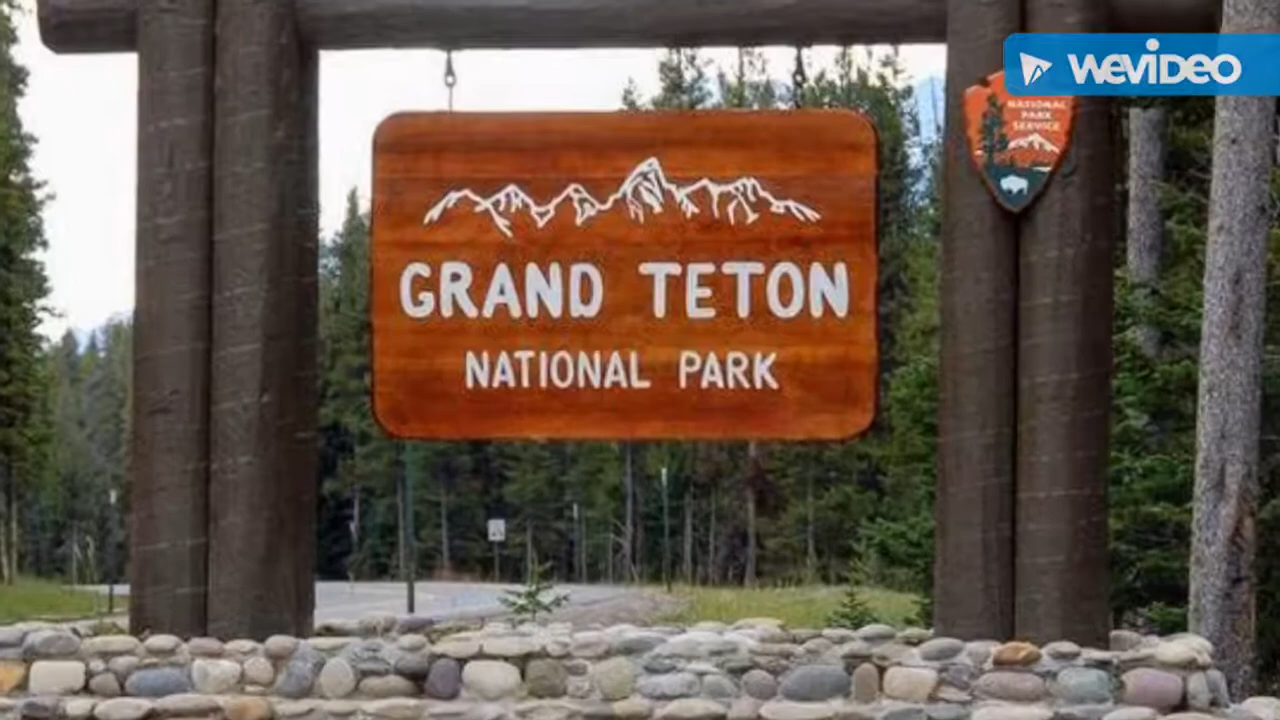 WEVIDEO
NATIONAL
PARK
SERVICE
GRAND TETON
NATIONAL PARK